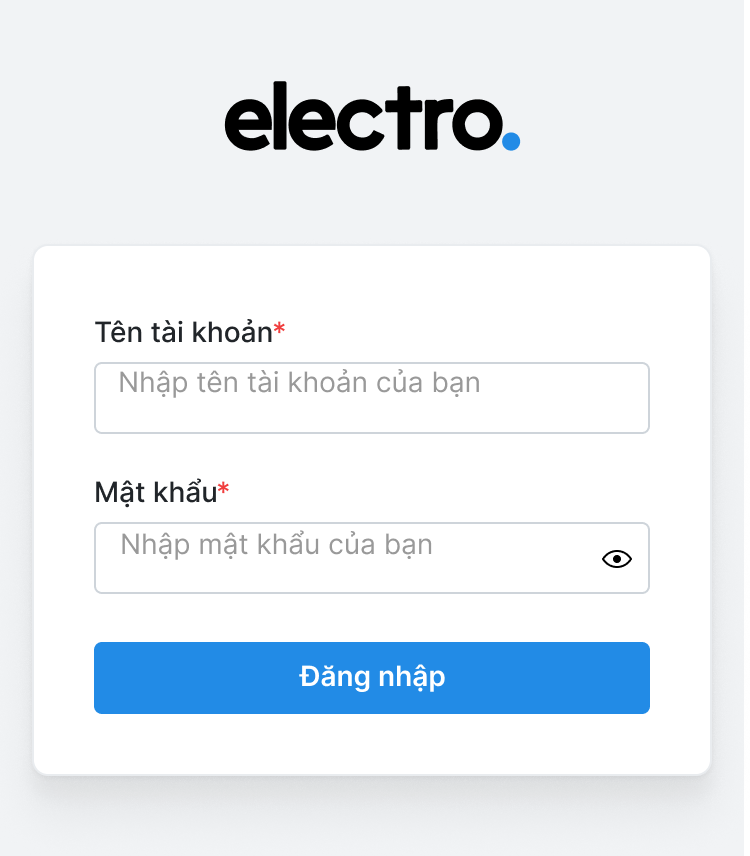 electro.
Tên tài khoản*
Nhập tên tài khoản của bạn
Mật khẩu*
Nhập mật khẩu của bạn
Đăng nhập